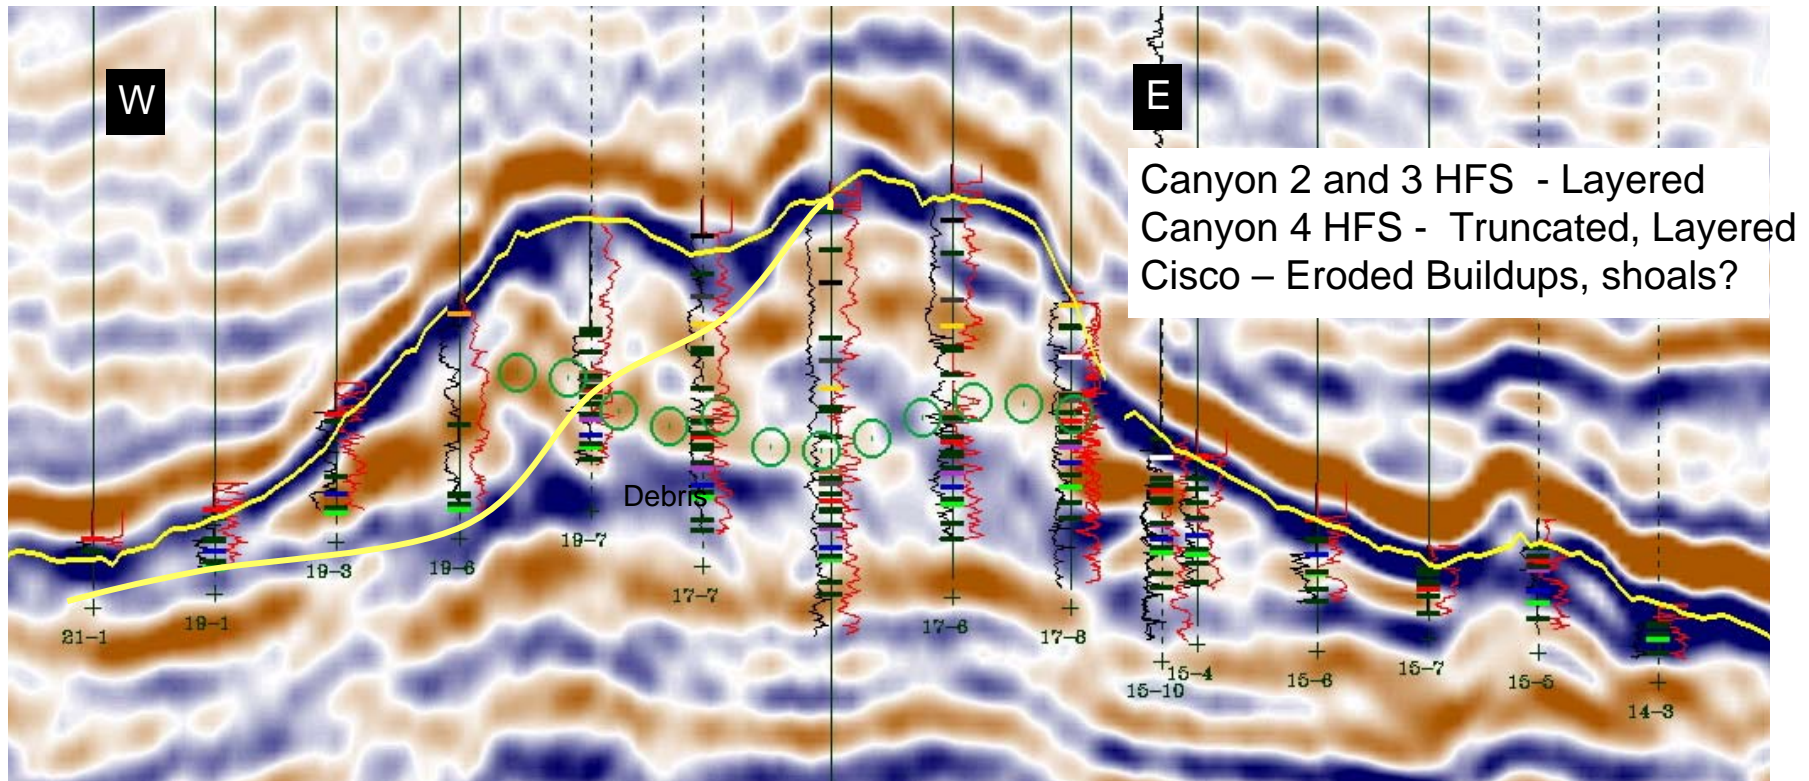 W
E
Canyon 2 and 3 HFS - Layered
Canyon 4 HFS - Truncated, Layered
Cisco – Eroded Buildups, shoals?
Debris
21-1
19-1
19-3
19-6
19-7
17-7
17-6
17-8
15-10
15-4
15-6
15-7
15-5
14-3